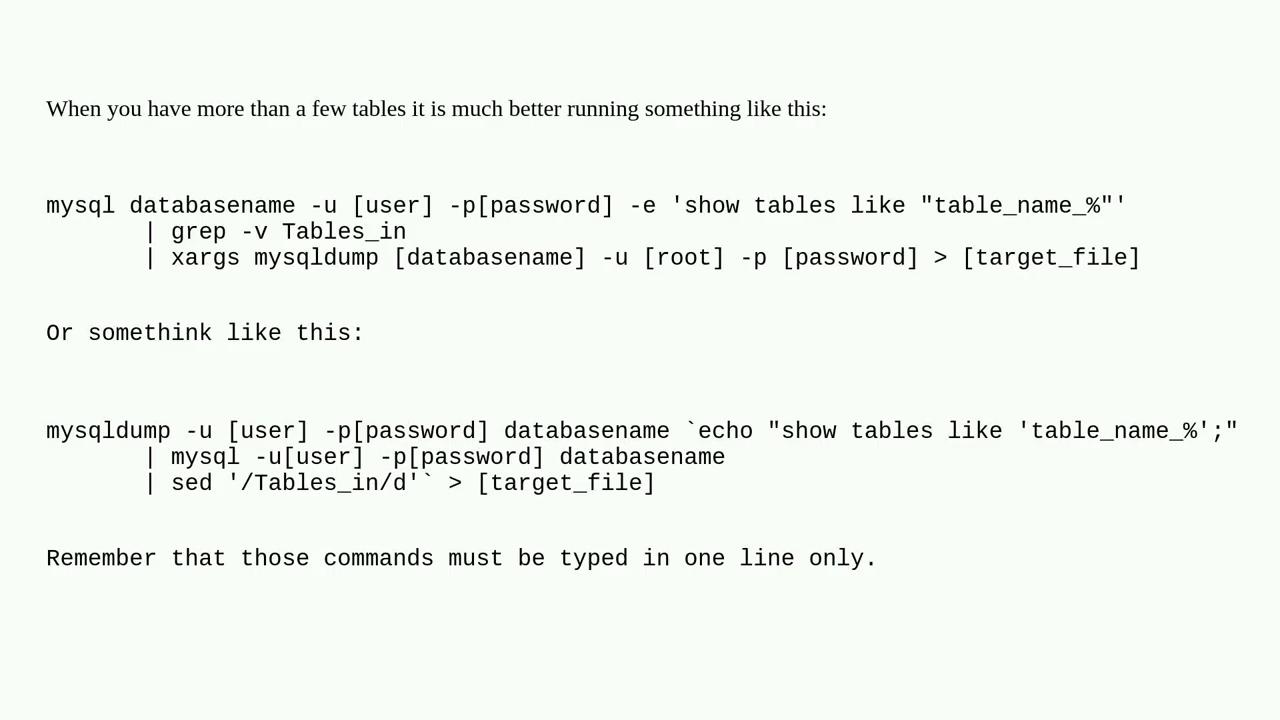 When you have more than a few tables it is much better running something like this:
mysql databasename -u [user] -p[password] -e 'show tables like "table_name_%"'
| grep -v Tables_in
| xargs mysqldump [databasename] -u [root] -p [password] > [target_file]
Or somethink like this:
mysqldump -u [user] -p[password] databasename `echo "show tables like 'table_name_%';"
| mysql -u[user] -p[password] databasename
| sed '/Tables_in/d'` > [target_file]
Remember that those commands must be typed in one line only.